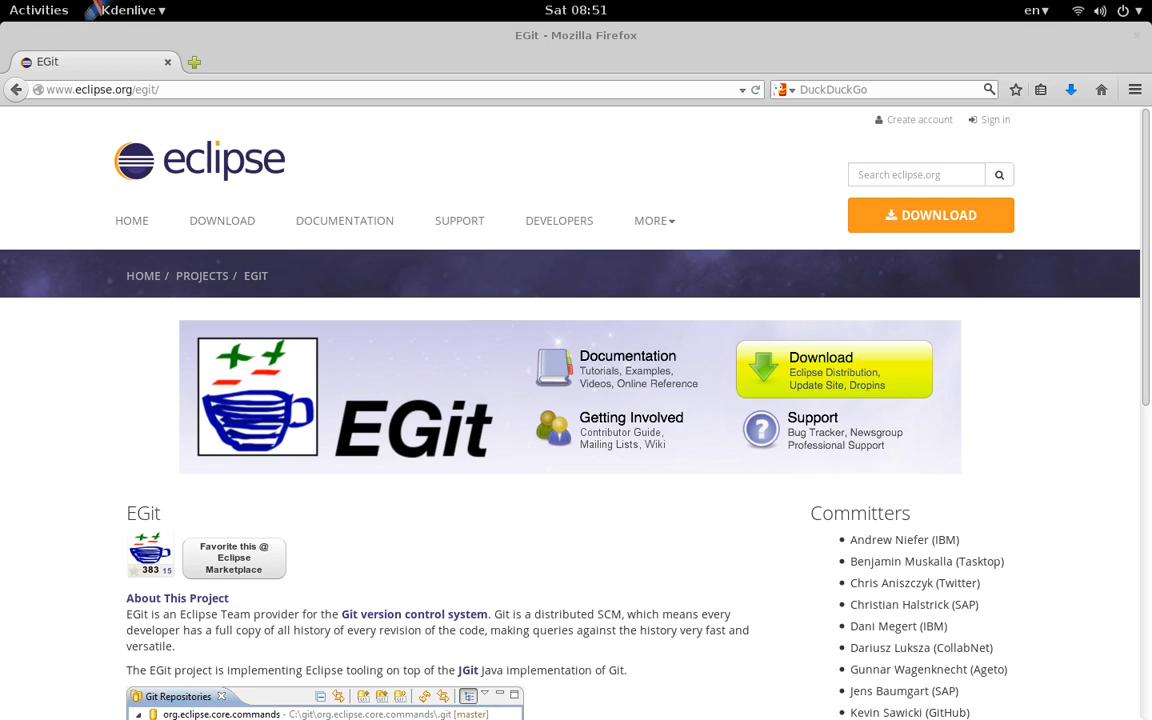 Activities Kdenlive Sat 08:51 en
EGit - Mozilla Firefox
EGit
www.eclipse.org/egit/ DuckDuckGo
Create account Sign in
eclipse
Search eclipse.org
HOME DOWNLOAD DOCUMENTATION SUPPORT DEVELOPERS MORE
DOWNLOAD
HOME / PROJECTS / EGIT
EGit
Documentation
Tutorials, Examples,
Videos, Online Reference
Download
Eclipse Distribution,
Update Site, Dropins
Getting Involved
Contributor Guide,
Mailing Lists, Wiki
Support
Bug Tracker, Newsgroup
Professional Support
EGit
383 15
Favorite this @
Eclipse
Marketplace
About This Project
EGit is an Eclipse Team provider for the Git version control system. Git is a distributed SCM, which means every
developer has a full copy of all history of every revision of the code, making queries against the history very fast and
versatile.
The EGit project is implementing Eclipse tooling on top of the JGit Java implementation of Git.
Git Repositories
org.eclipse.core.commands - C:\git\org.eclipse.core.commands\.git [master]
Committers
Andrew Niefer (IBM)
Benjamin Muskalla (Tasktop)
Chris Aniszczyk (Twitter)
Christian Halstrick (SAP)
Dani Megert (IBM)
Dariusz Luksza (CollabNet)
Gunnar Wagenknecht (Ageto)
Jens Baumgart (SAP)
Kevin Sawicki (GitHub)